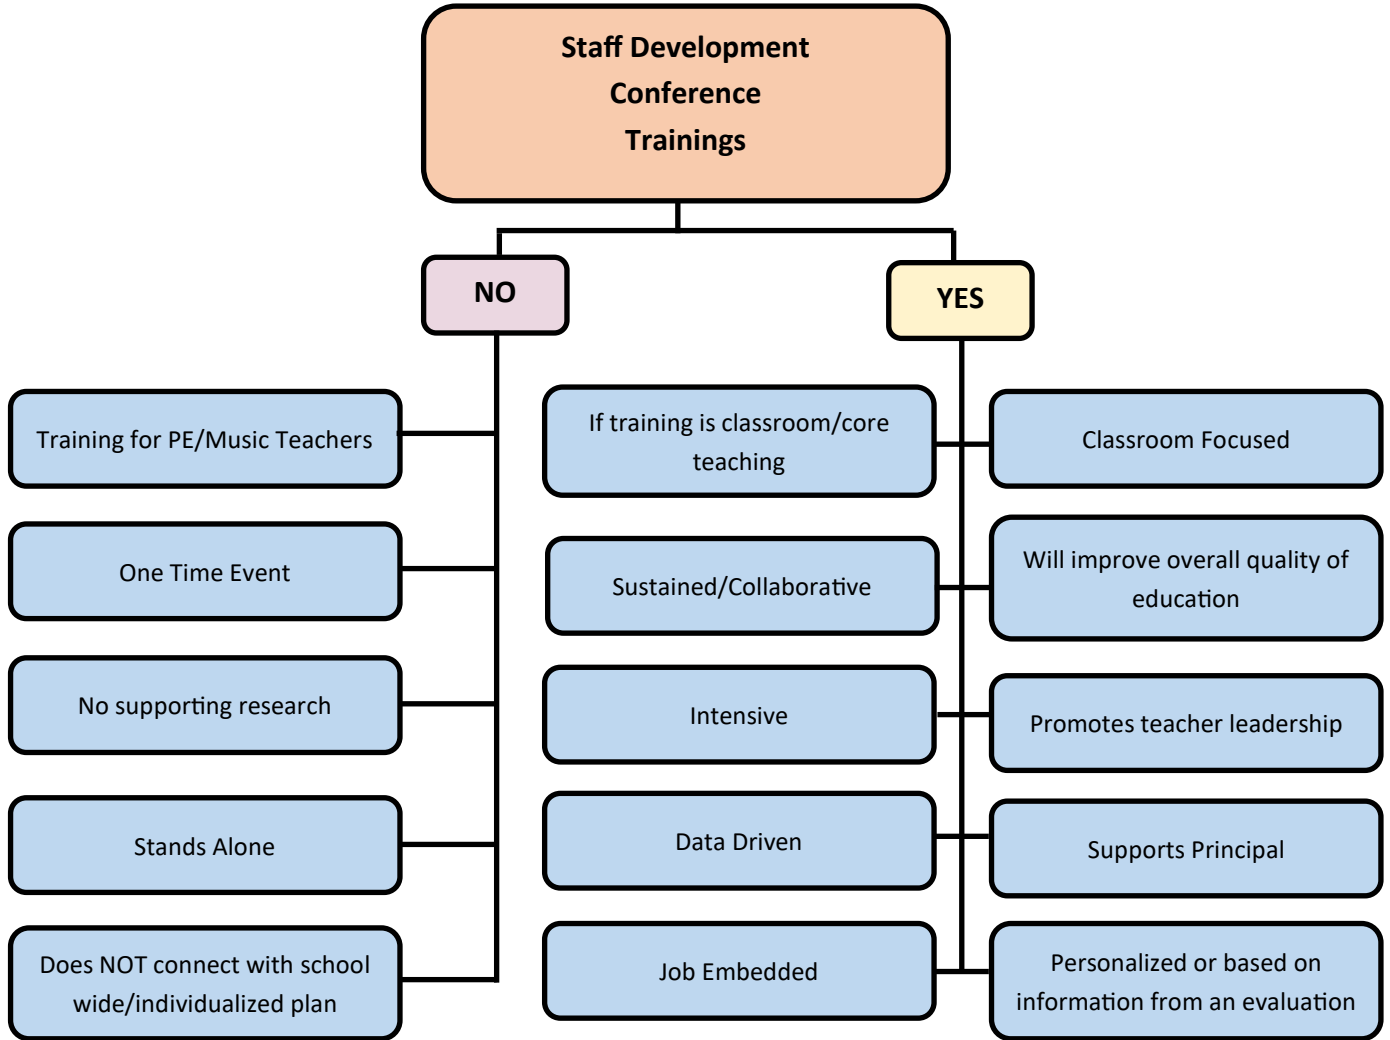 Staff Development
Conference
Trainings
NO
YES
Training for PE/Music Teachers
One Time Event
No supporting research
Stands Alone
Does NOT connect with school
wide/individualized plan
If training is classroom/core
teaching
Sustained/Collaborative
Intensive
Data Driven
Job Embedded
Classroom Focused
Will improve overall quality of
education
Promotes teacher leadership
Supports Principal
Personalized or based on
information from an evaluation